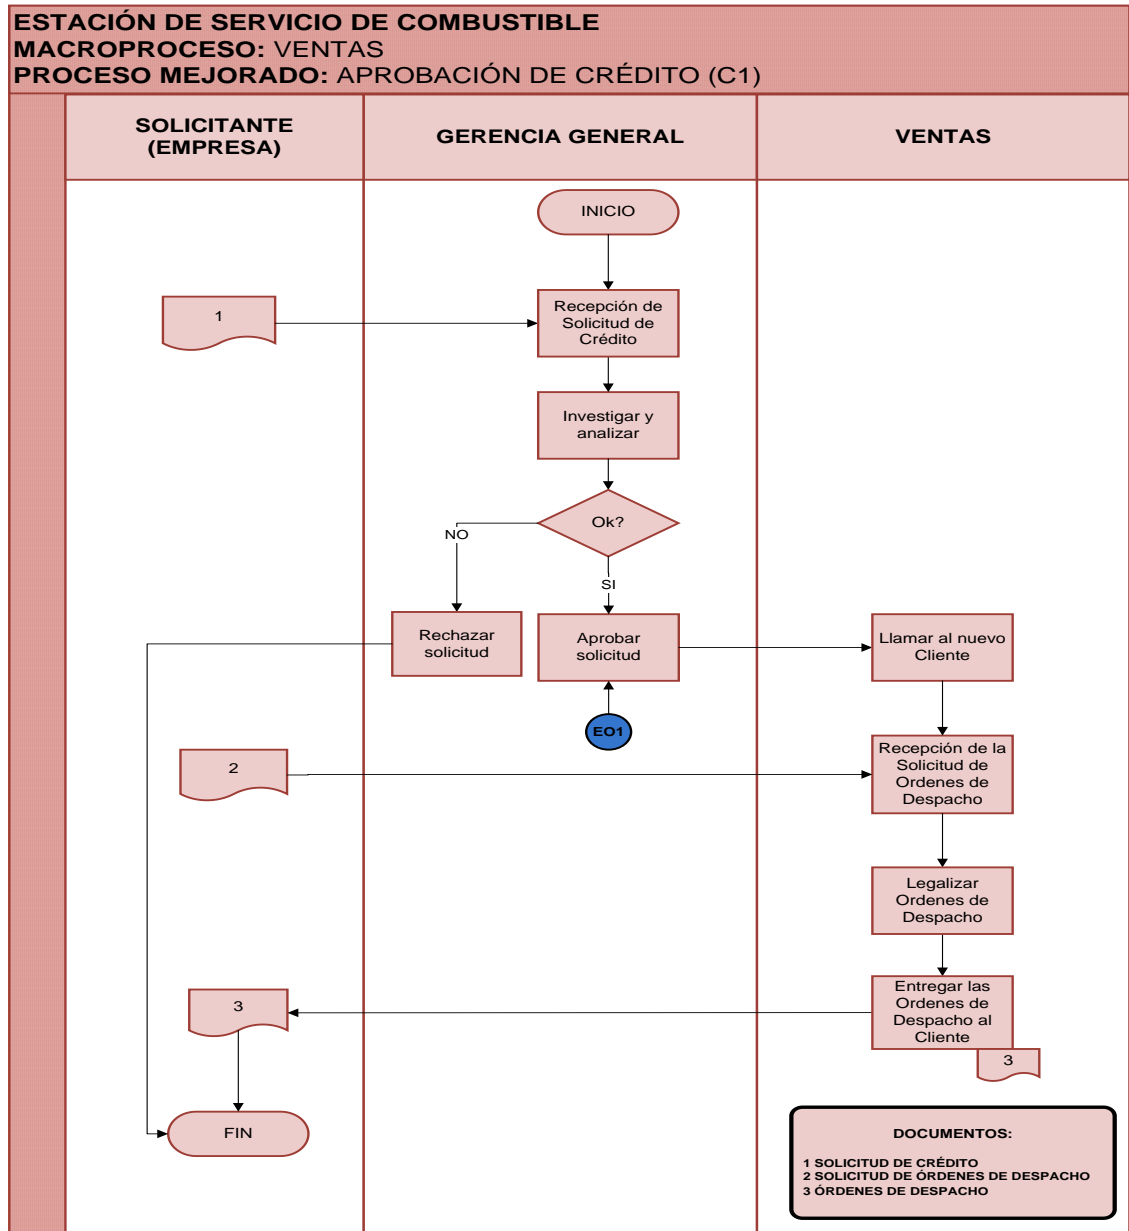 ESTACIÓN DE SERVICIO DE COMBUSTIBLE
MACROPROCESO: VENTAS
PROCESO MEJORADO: APROBACIÓN DE CRÉDITO (C1)
SOLICITANTE
(EMPRESA)
GERENCIA GENERAL
VENTAS
INICIO
1
Recepción de
Solicitud de
Crédito
Investigar y
analizar
Ok?
NO
SI
Rechazar
solicitud
Aprobar
solicitud
Llamar al nuevo
Cliente
EO1
2
Recepción de la
Solicitud de
Ordenes de
Despacho
Legalizar
Ordenes de
Despacho
3
Entregar las
Ordenes de
Despacho al
Cliente
3
FIN
DOCUMENTOS:
1 SOLICITUD DE CRÉDITO
2 SOLICITUD DE ÓRDENES DE DESPACHO
3 ÓRDENES DE DESPACHO